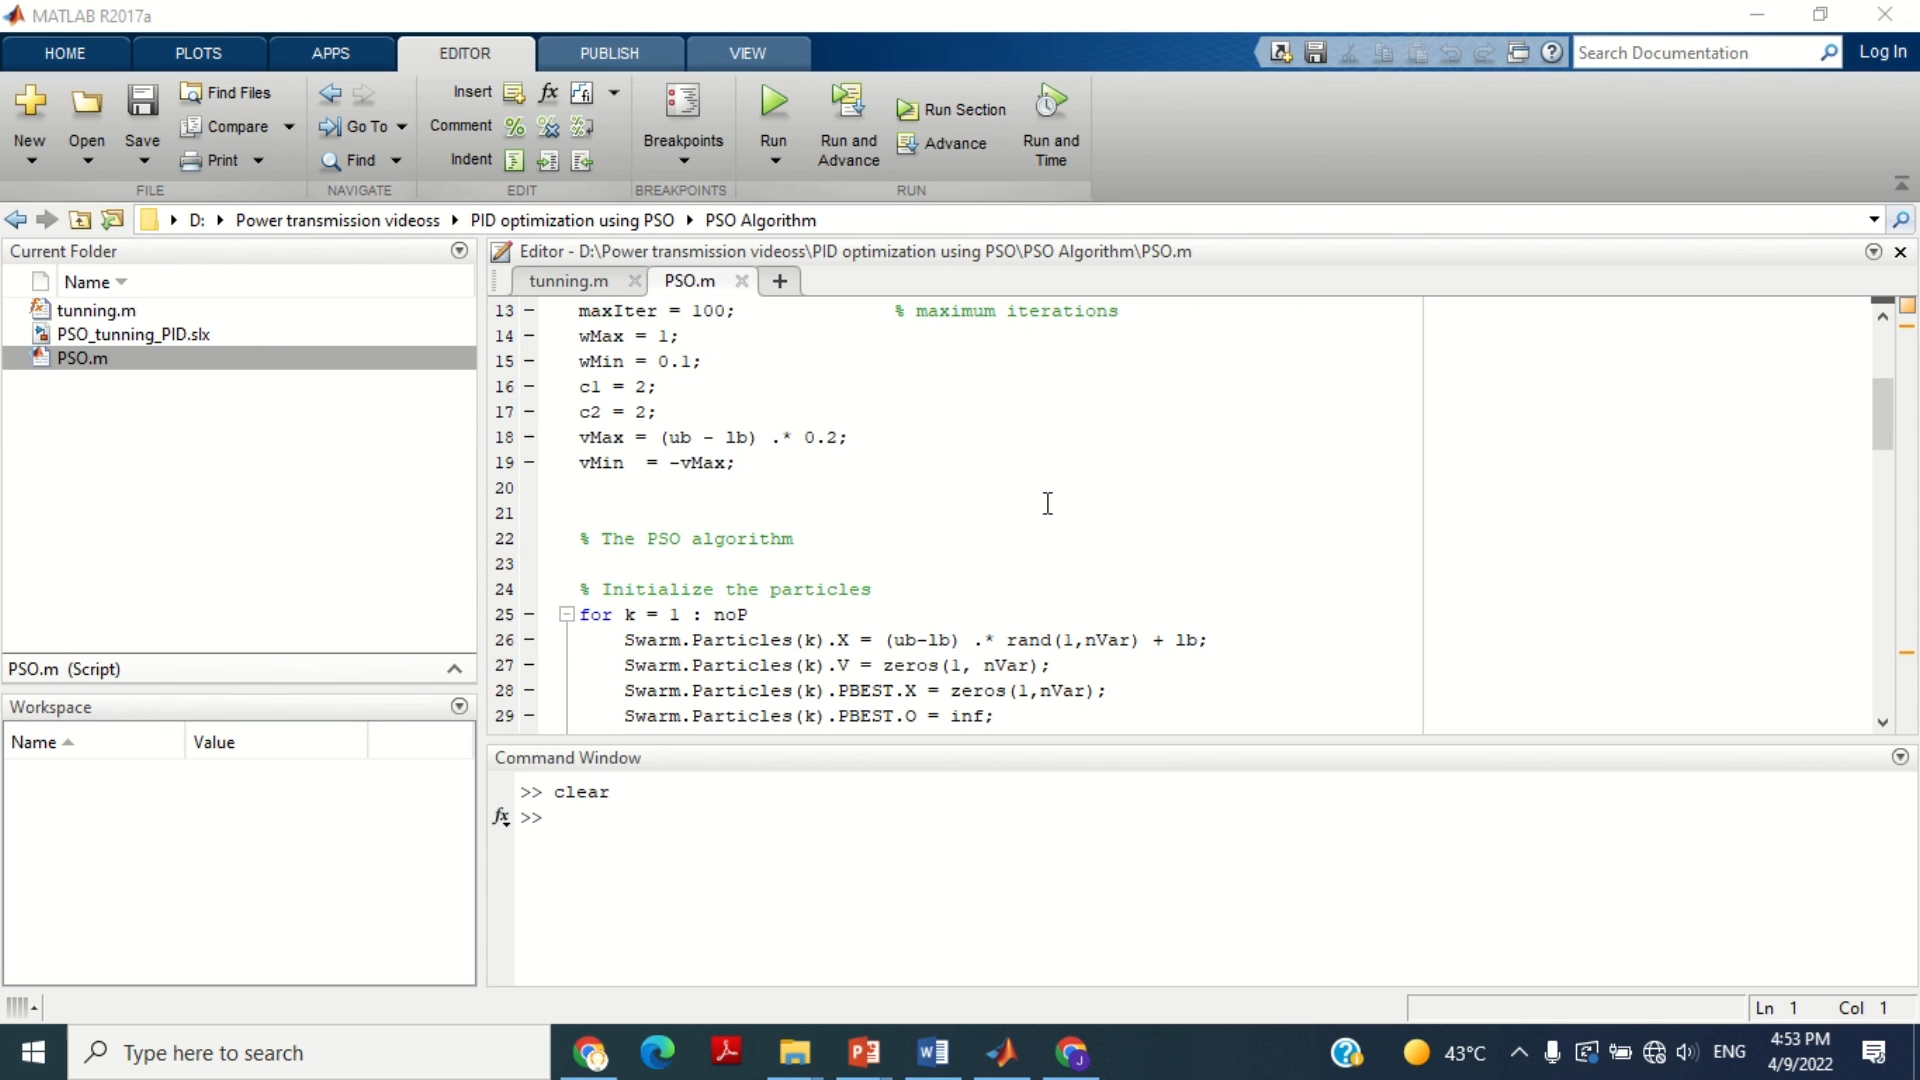 MATLAB R2017a
HOME PLOTS APPS EDITOR PUBLISH VIEW Search Documentation Log In
New Open Save Find Files Compare Print
FILE
Go To Find
NAVIGATE
Insert fx
Comment
Indent
EDIT
Breakpoints
BREAKPOINTS
Run Run and Advance Run Section Advance Run and Time
RUN
D: Power transmission videoss PID optimization using PSO PSO Algorithm
Current Folder
Name
tunning.m
PSO_tunning_PID.slx
PSO.m
PSO.m (Script)
Workspace
Name Value
Editor - D:\Power transmission videoss\PID optimization using PSO\PSO Algorithm\PSO.m
tunning.m PSO.m
13 - maxIter = 100; % maximum iterations
14 - wMax = 1;
15 - wMin = 0.1;
16 - c1 = 2;
17 - c2 = 2;
18 - vMax = (ub - lb) .* 0.2;
19 - vMin  = -vMax;
20
21
22 % The PSO algorithm
23
24 % Initialize the particles
25 - for k = 1 : noP
26 - Swarm.Particles(k).X = (ub-lb) .* rand(1,nVar) + lb;
27 - Swarm.Particles(k).V = zeros(1, nVar);
28 - Swarm.Particles(k).PBEST.X = zeros(1,nVar);
29 - Swarm.Particles(k).PBEST.O = inf;
Command Window
>> clear
fx >>
Ln 1 Col 1
Type here to search
43°C ENG
4:53 PM
4/9/2022